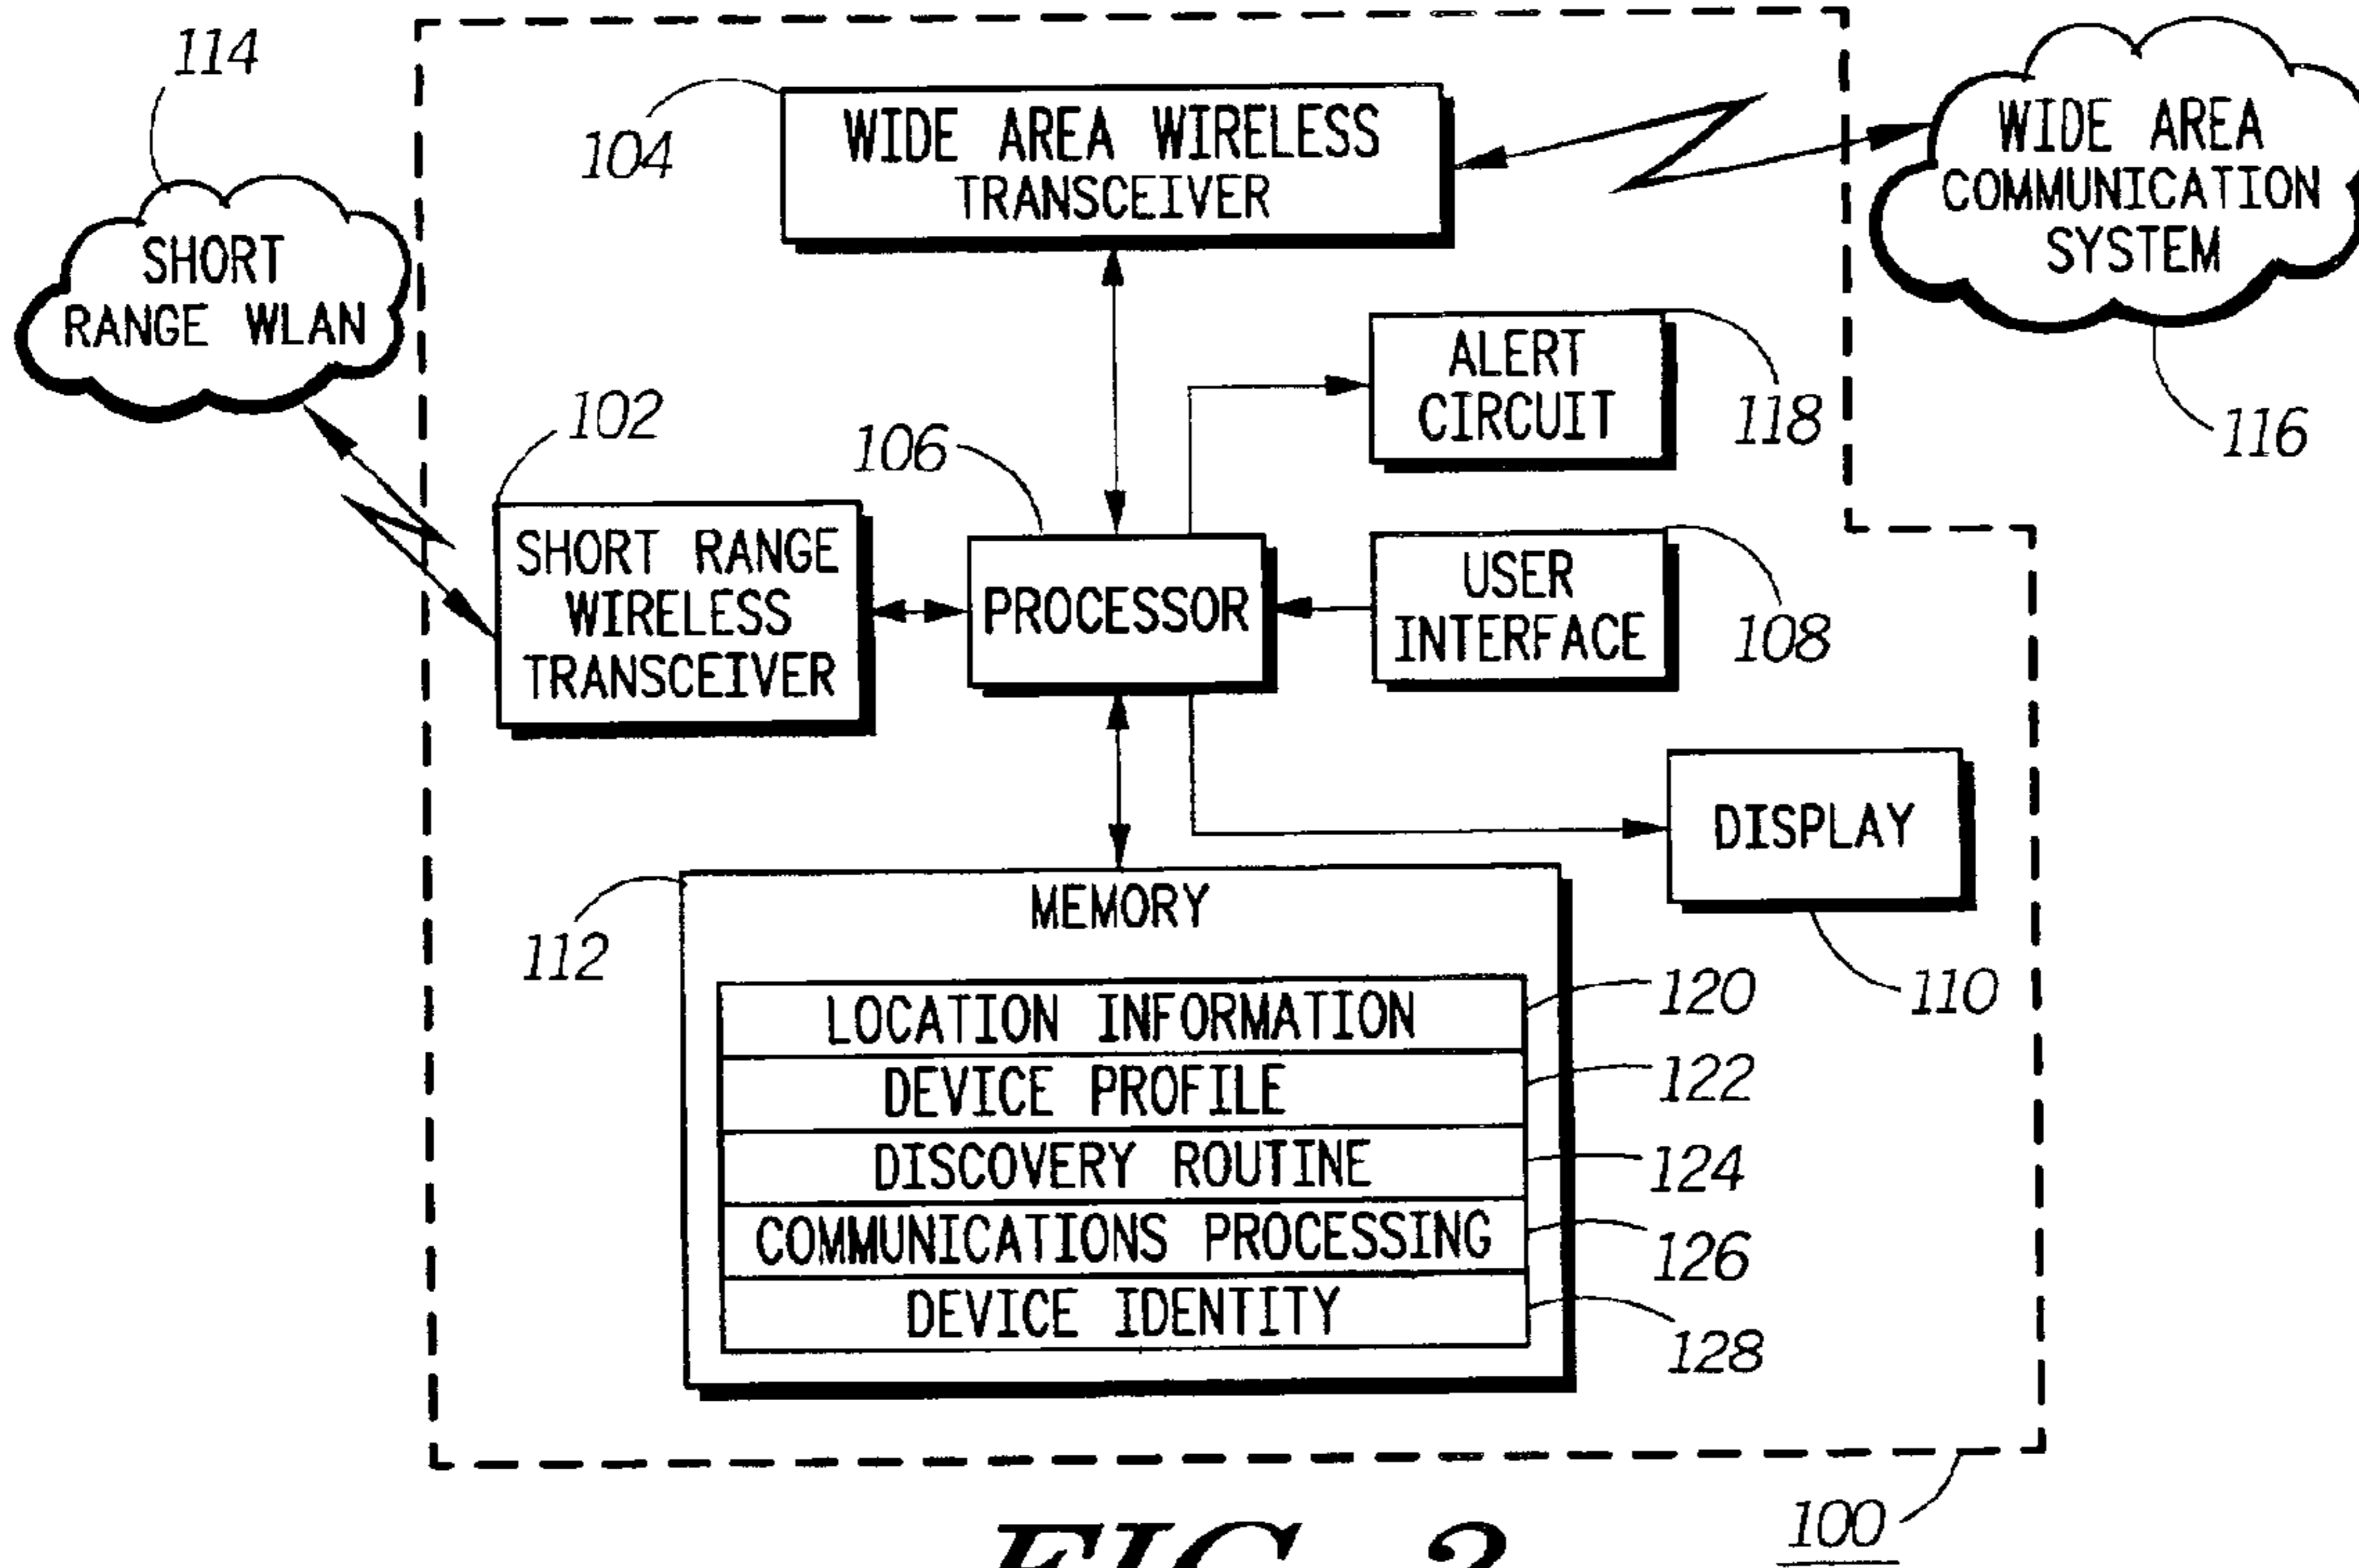 114
104
WIDE AREA WIRELESS
TRANSCEIVER
WIDE AREA
COMMUNICATION
SYSTEM
116
SHORT
RANGE WLAN
102
106
ALERT
CIRCUIT
118
SHORT RANGE
WIRELESS
TRANSCEIVER
PROCESSOR
USER
INTERFACE
108
DISPLAY
110
112
MEMORY
LOCATION INFORMATION
120
DEVICE PROFILE
122
DISCOVERY ROUTINE
124
COMMUNICATIONS PROCESSING
126
DEVICE IDENTITY
128
100